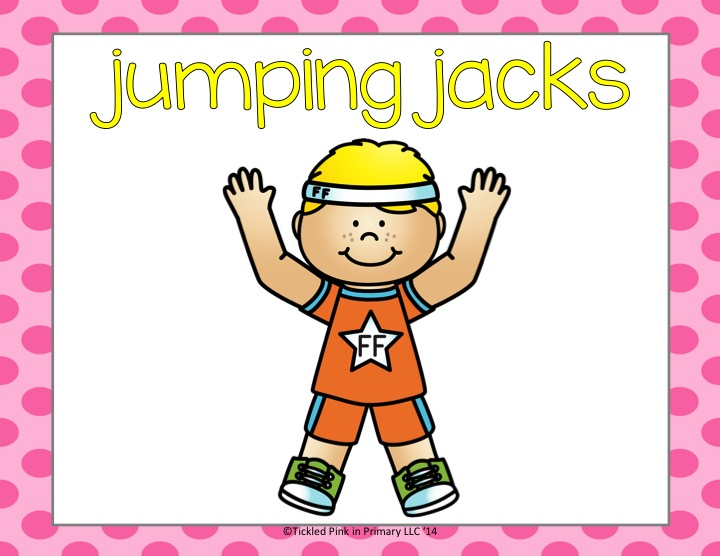 jumping jacks
FF
FF
©Tickled Pink in Primary LLC '14